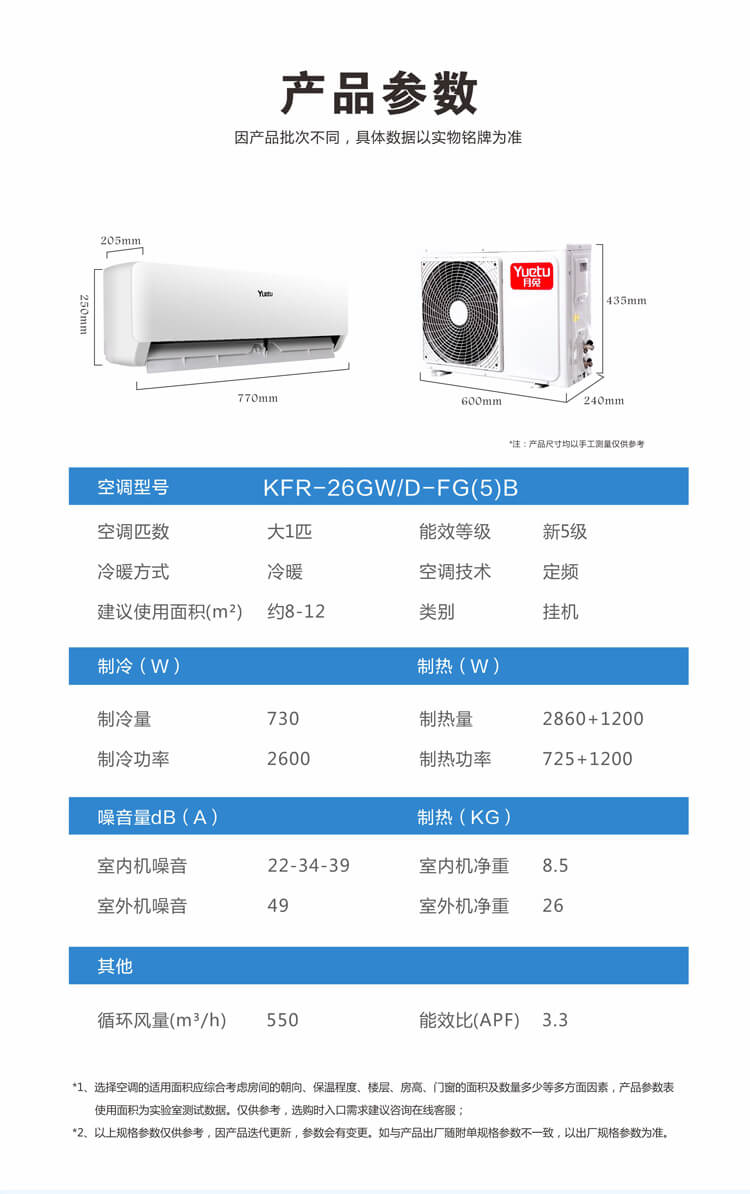 产品参数
因产品批次不同，具体数据以实物铭牌为准
205mm
250mm
Yuetu
770mm
Yuetu
月兔
435mm
600mm
240mm
*注：产品尺寸均以手工测量仅供参考
空调型号 KFR-26GW/D-FG(5)B
空调匹数 大1匹 能效等级 新5级
冷暖方式 冷暖 空调技术 定频
建议使用面积(m²) 约8-12 类别 挂机
制冷（W） 制热（W）
制冷量 730 制热量 2860+1200
制冷功率 2600 制热功率 725+1200
噪音量dB（A） 制热（KG）
室内机噪音 22-34-39 室内机净重 8.5
室外机噪音 49 室外机净重 26
其他
循环风量(m³/h) 550 能效比(APF) 3.3
*1、选择空调的适用面积应综合考虑房间的朝向、保温程度、楼层、房高、门窗的面积及数量多少等多方面因素，产品参数表
使用面积为实验室测试数据。仅供参考，选购时入口需求建议咨询在线客服；
*2、以上规格参数仅供参考，因产品迭代更新，参数会有变更。如与产品出厂随附单规格参数不一致，以出厂规格参数为准。